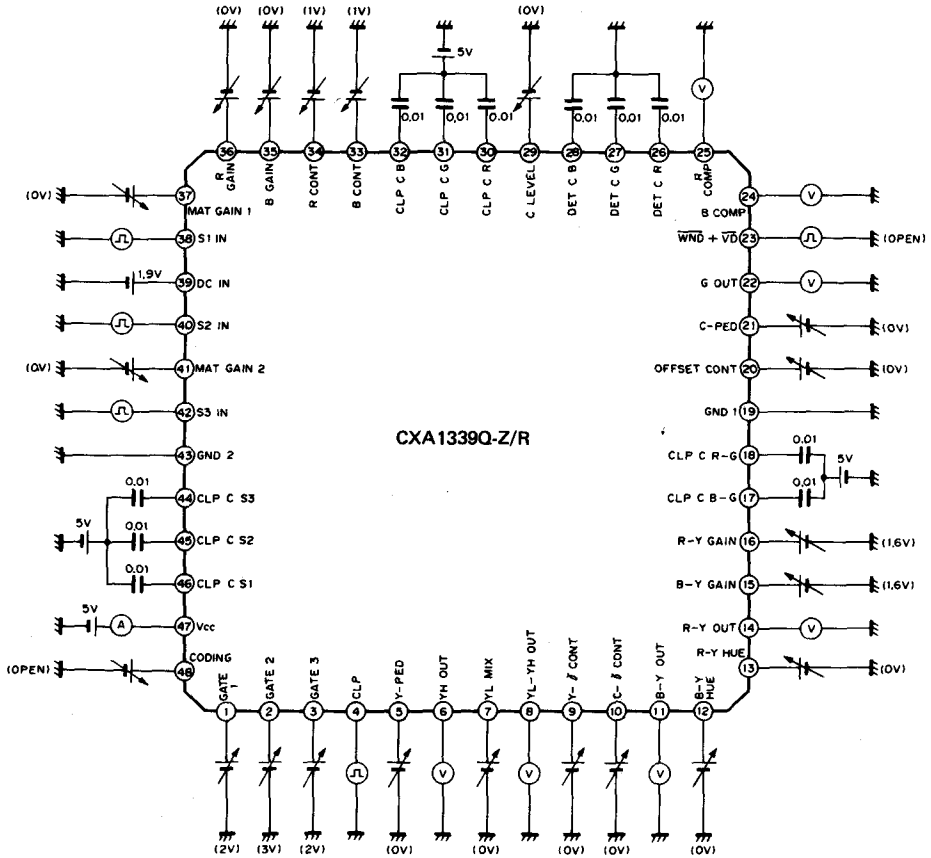 (0V) (0V) (1V) (1V) (0V)
5V
0.01 0.01 0.01 0.01 0.01 0.01
V
36 35 34 33 32 31 30 29 28 27 26 25
R GAIN
B GAIN
R CONT
B CONT
CLP C B
CLP C G
CLP C R
C LEVEL
DET C B
DET C G
DET C R
R COMP
(0V) 37 MAT GAIN 1
38 S1 IN
1.9V 39 DC IN
40 S2 IN
(0V) 41 MAT GAIN 2
42 S3 IN
43 GND 2
0.01 44 CLP C S3
5V 0.01 45 CLP C S2
0.01 46 CLP C S1
5V A 47 Vcc
(OPEN) 48 CODING
CXA1339Q-Z/R
B COMP 24 V
WND + VD 23 (OPEN)
G OUT 22 V
C-PED 21 (0V)
OFFSET CONT 20 (0V)
GND 1 19
CLP C R-G 18 0.01
5V
CLP C B-G 17 0.01
R-Y GAIN 16 (1.6V)
B-Y GAIN 15 (1.6V)
R-Y OUT 14 V
R-Y HUE 13 (0V)
GATE 1
GATE 2
GATE 3
CLP
Y-PED
YH OUT
YL MIX
YL-YH OUT
Y-γ CONT
C-γ CONT
B-Y OUT
B-Y HUE
1 2 3 4 5 6 7 8 9 10 11 12
V V V
(2V) (3V) (2V) (0V) (0V) (0V) (0V) (0V)